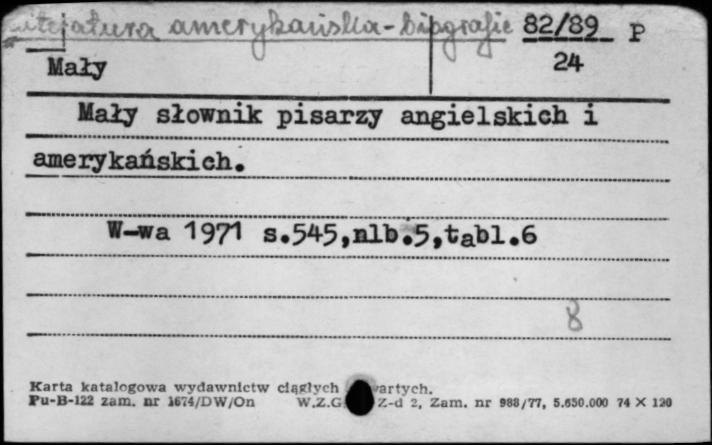 literatura amerykańska - biografie 82/89 P
Mały 24
Mały słownik pisarzy angielskich i
amerykańskich.
W-wa 1971 s.545,nlb.5,tabl.6
8
Karta katalogowa wydawnictw ciągłych wartych.
Pu-B-122 zam. nr 1674/DW/On W.Z.G. Z-d 2, Zam. nr 988/77, 5.650.000 74 X 120